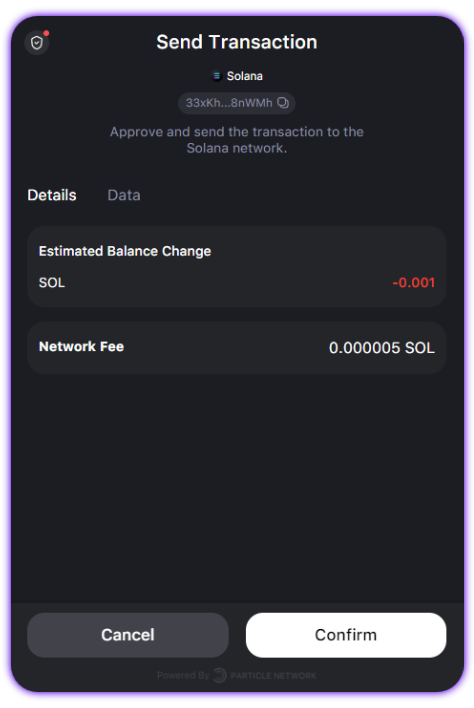 Send Transaction
Solana
33xKh...8nWMh
Approve and send the transaction to the
Solana network.
Details
Data
Estimated Balance Change
SOL
-0.001
Network Fee
0.000005 SOL
Cancel
Confirm
Powered By PARTICLE NETWORK